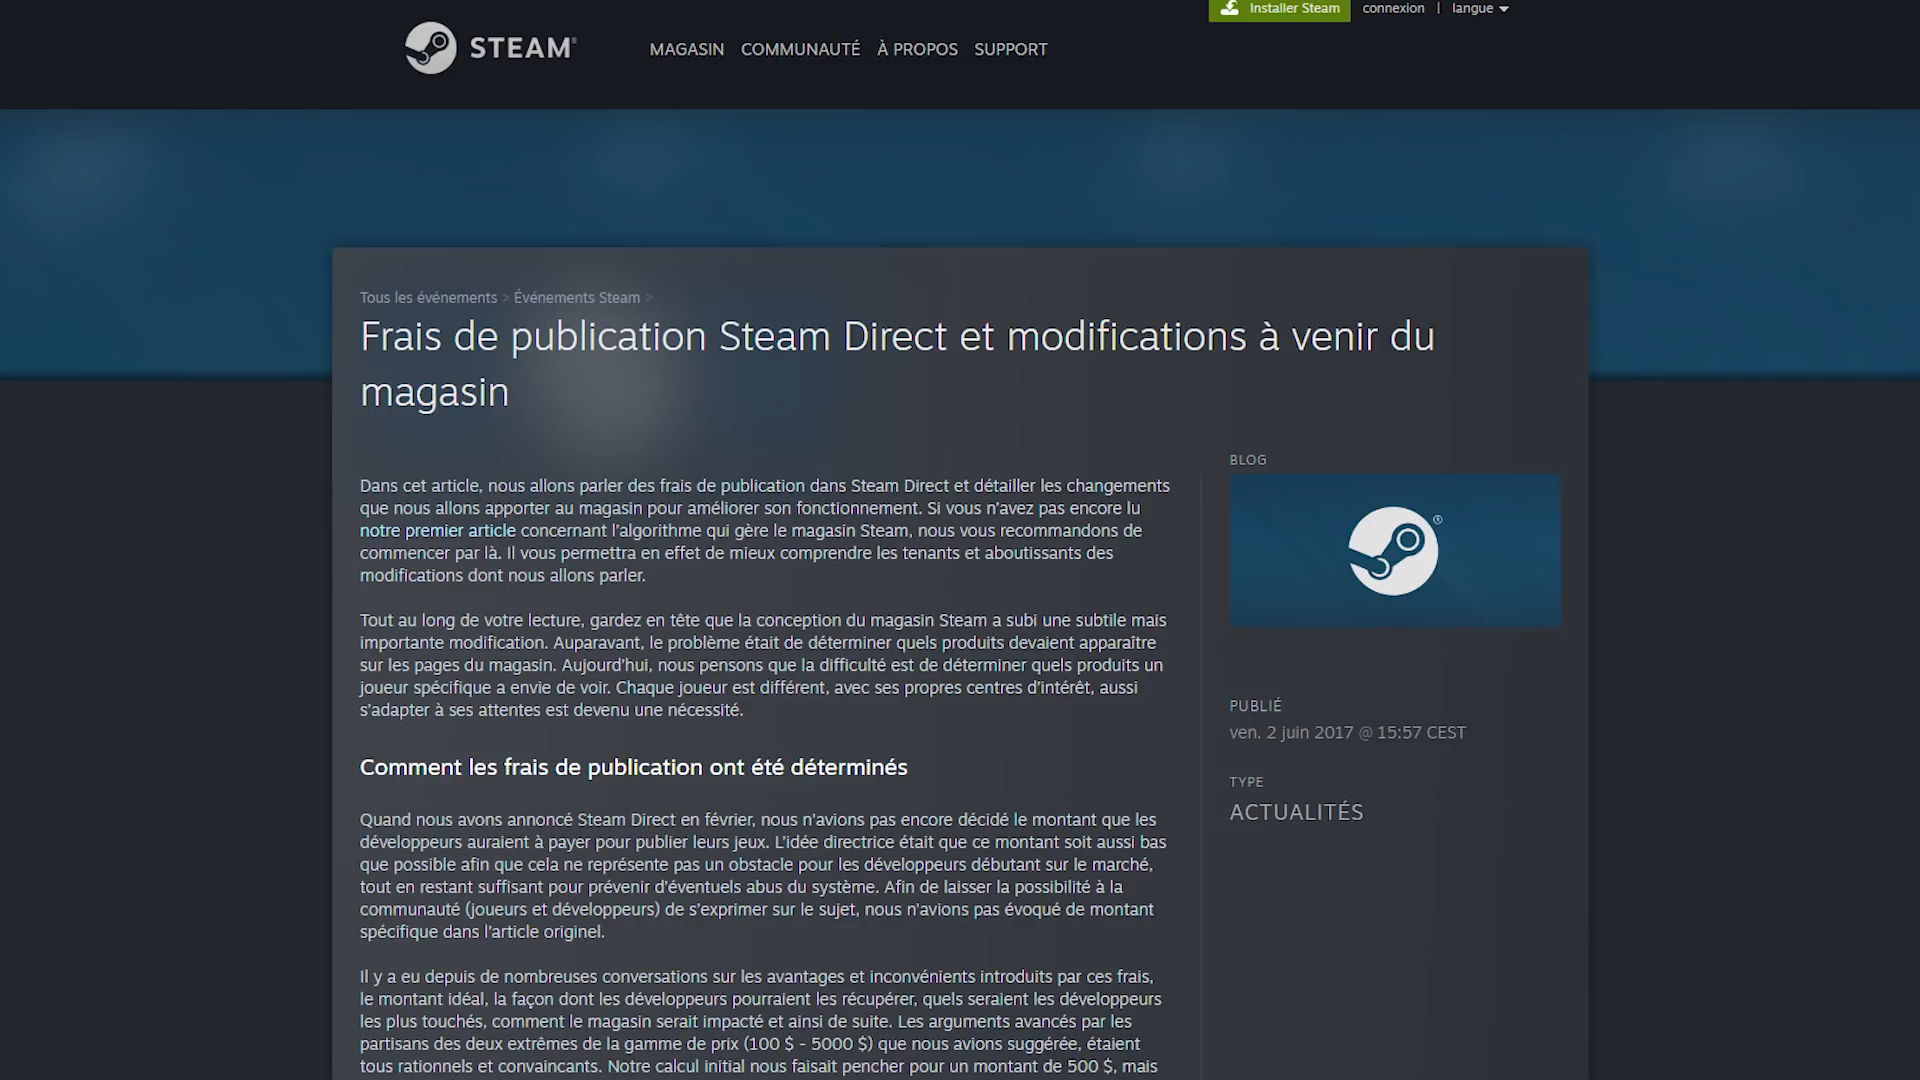 Installer Steam
connexion | langue
STEAM®
MAGASIN COMMUNAUTÉ À PROPOS SUPPORT
Tous les événements > Événements Steam >
Frais de publication Steam Direct et modifications à venir du
magasin
Dans cet article, nous allons parler des frais de publication dans Steam Direct et détailler les changements
que nous allons apporter au magasin pour améliorer son fonctionnement. Si vous n'avez pas encore lu
notre premier article concernant l'algorithme qui gère le magasin Steam, nous vous recommandons de
commencer par là. Il vous permettra en effet de mieux comprendre les tenants et aboutissants des
modifications dont nous allons parler.
Tout au long de votre lecture, gardez en tête que la conception du magasin Steam a subi une subtile mais
importante modification. Auparavant, le problème était de déterminer quels produits devaient apparaître
sur les pages du magasin. Aujourd'hui, nous pensons que la difficulté est de déterminer quels produits un
joueur spécifique a envie de voir. Chaque joueur est différent, avec ses propres centres d'intérêt, aussi
s'adapter à ses attentes est devenu une nécessité.
Comment les frais de publication ont été déterminés
Quand nous avons annoncé Steam Direct en février, nous n'avions pas encore décidé le montant que les
développeurs auraient à payer pour publier leurs jeux. L'idée directrice était que ce montant soit aussi bas
que possible afin que cela ne représente pas un obstacle pour les développeurs débutant sur le marché,
tout en restant suffisant pour prévenir d'éventuels abus du système. Afin de laisser la possibilité à la
communauté (joueurs et développeurs) de s'exprimer sur le sujet, nous n'avions pas évoqué de montant
spécifique dans l'article originel.
Il y a eu depuis de nombreuses conversations sur les avantages et inconvénients introduits par ces frais,
le montant idéal, la façon dont les développeurs pourraient les récupérer, quels seraient les développeurs
les plus touchés, comment le magasin serait impacté et ainsi de suite. Les arguments avancés par les
partisans des deux extrêmes de la gamme de prix (100 $ - 5000 $) que nous avions suggérée, étaient
tous rationnels et convaincants. Notre calcul initial nous faisait pencher pour un montant de 500 $, mais
BLOG
®
PUBLIÉ
ven. 2 juin 2017 @ 15:57 CEST
TYPE
ACTUALITÉS